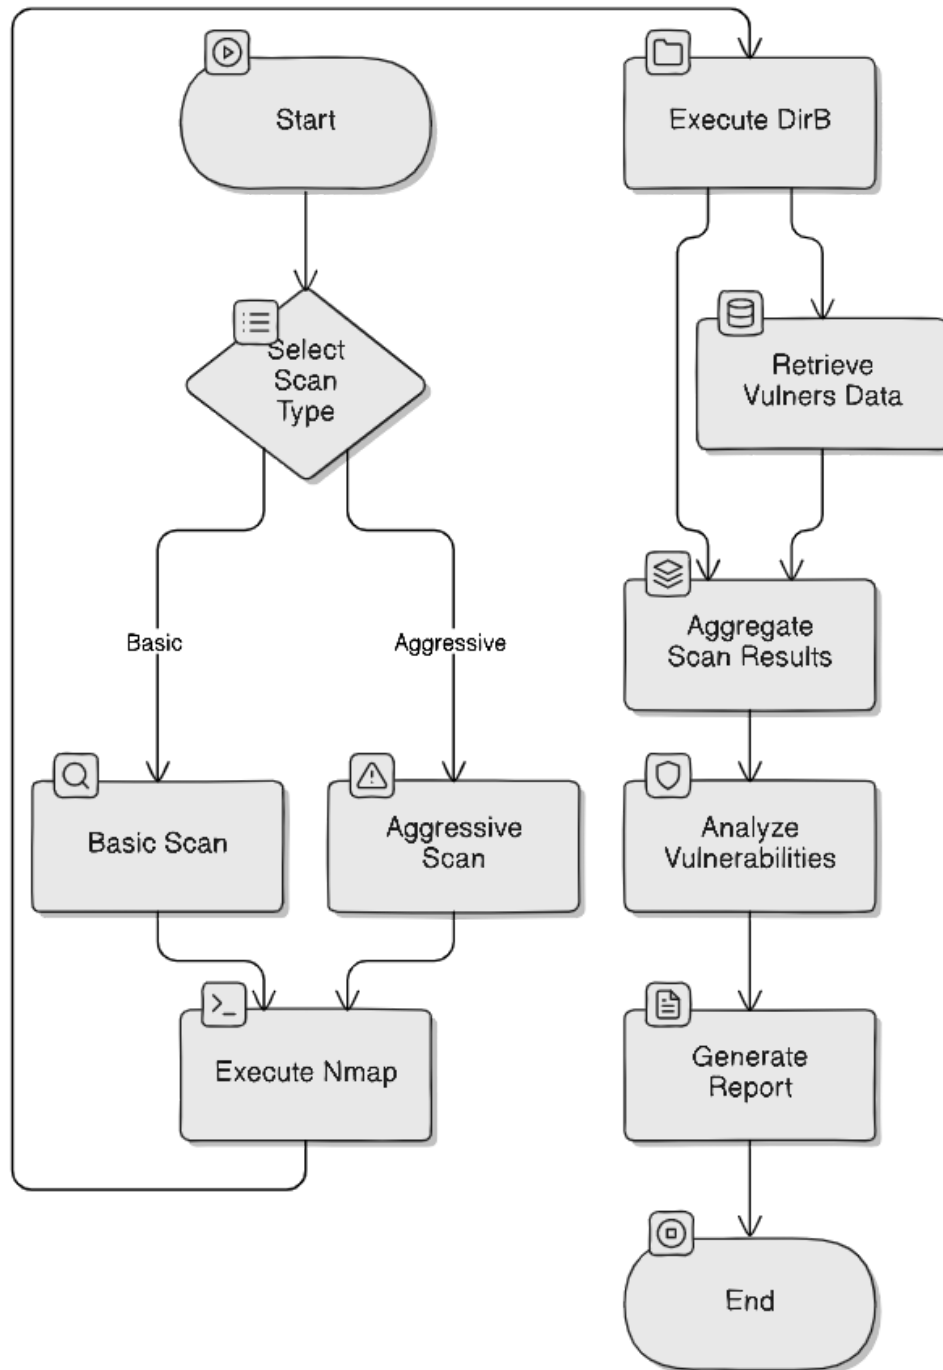 Start
Select
Scan
Type
Basic
Aggressive
Basic Scan
Aggressive
Scan
Execute Nmap
Execute DirB
Retrieve
Vulners Data
Aggregate
Scan Results
Analyze
Vulnerabilities
Generate
Report
End